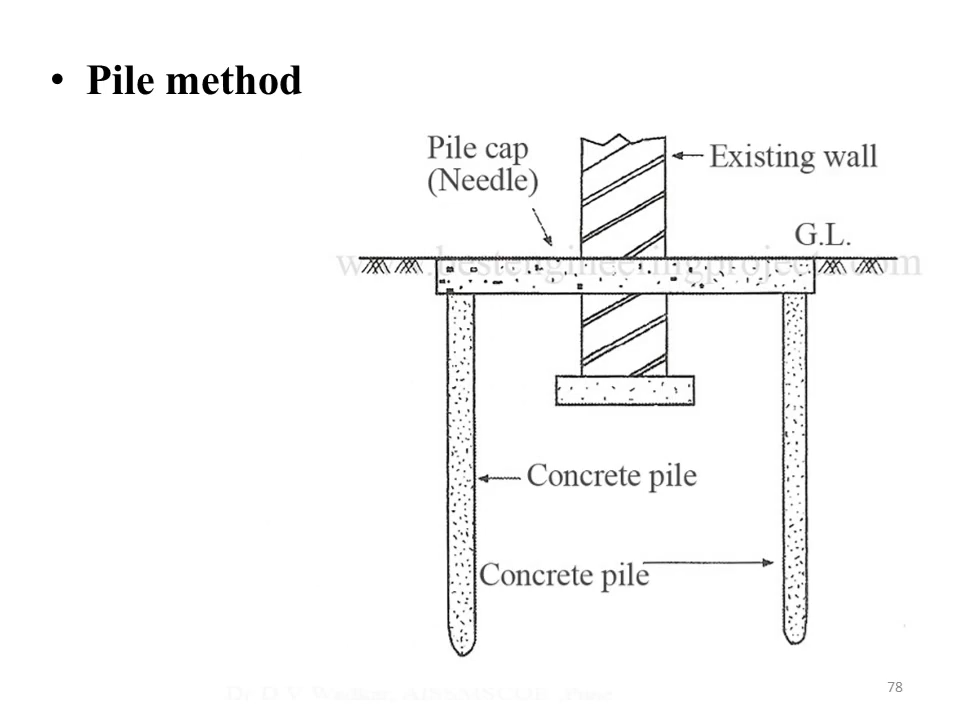 • Pile method
Pile cap
(Needle)
Existing wall
G.L.
Concrete pile
Concrete pile
78